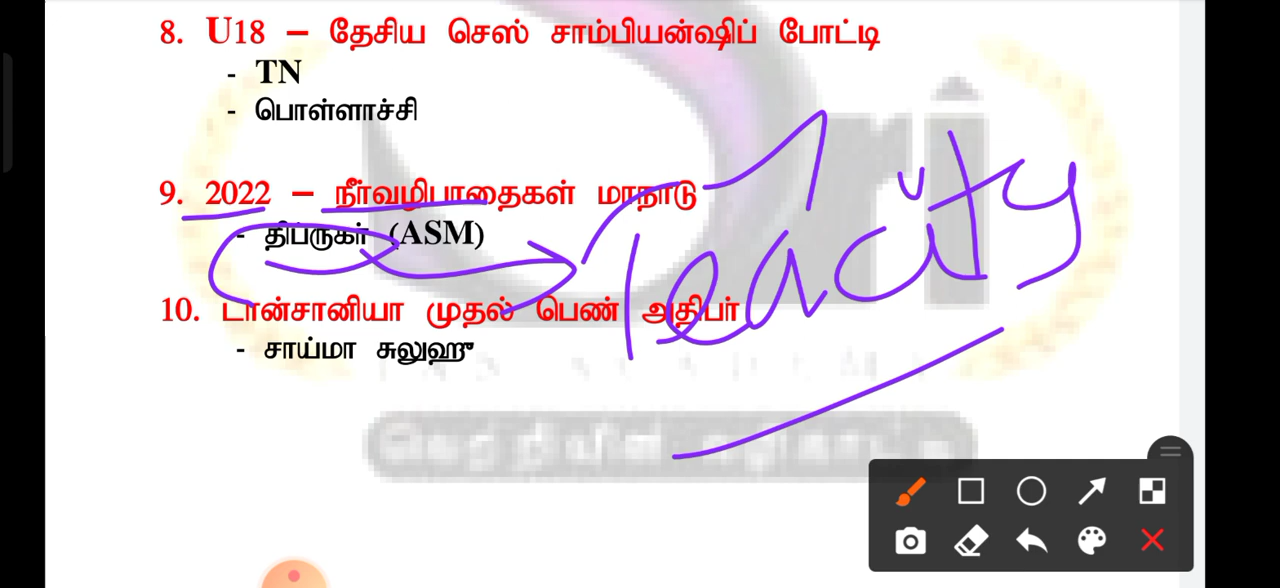 8. U18 – தேசிய செஸ் சாம்பியன்ஷிப் போட்டி
- TN
- பொள்ளாச்சி
9. 2022 – நீர்வழிபாதைகள் மாநாடு
- திப்ருகர் (ASM)
Teacity
10. டான்சானியா முதல் பெண் அதிபர்
- சாய்மா சுலுஹு